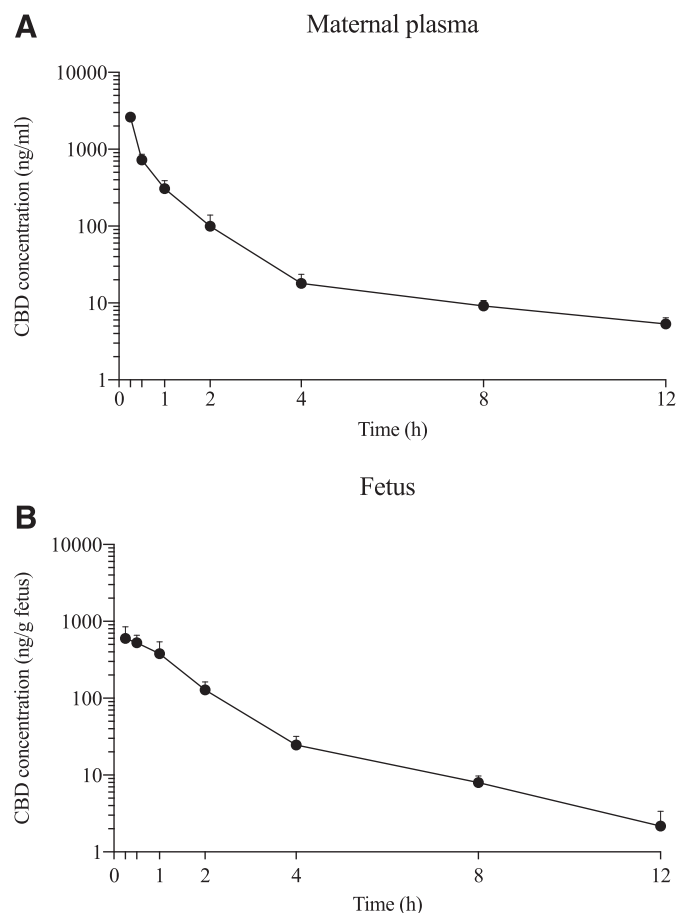 A
Maternal plasma
CBD concentration (ng/ml)
10000
1000
100
10
1
0 1 2 4 8 12
Time (h)
B
Fetus
CBD concentration (ng/g fetus)
10000
1000
100
10
1
0 1 2 4 8 12
Time (h)